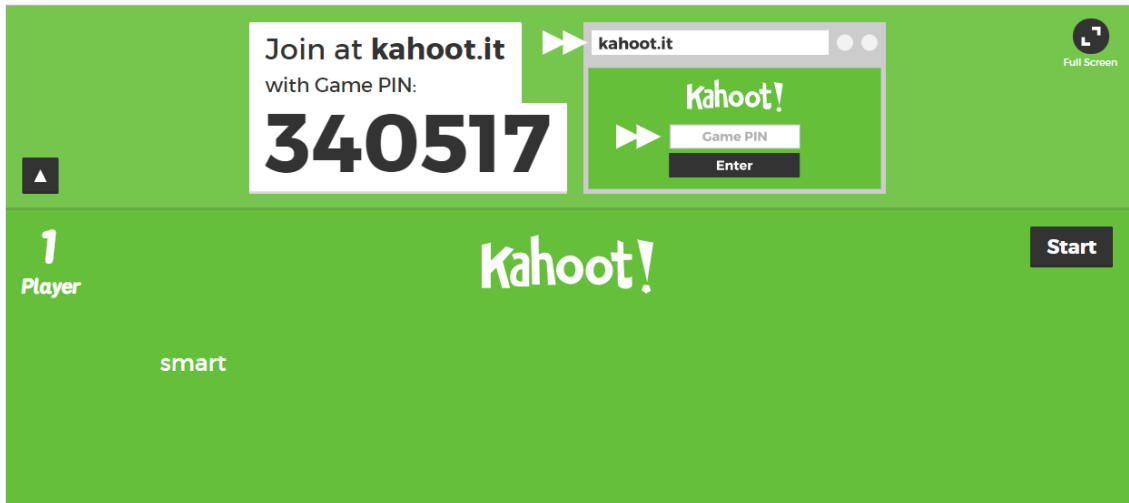 Join at kahoot.it
with Game PIN:
340517
kahoot.it
Kahoot!
Game PIN
Enter
Full Screen
1
Player
Kahoot!
Start
smart